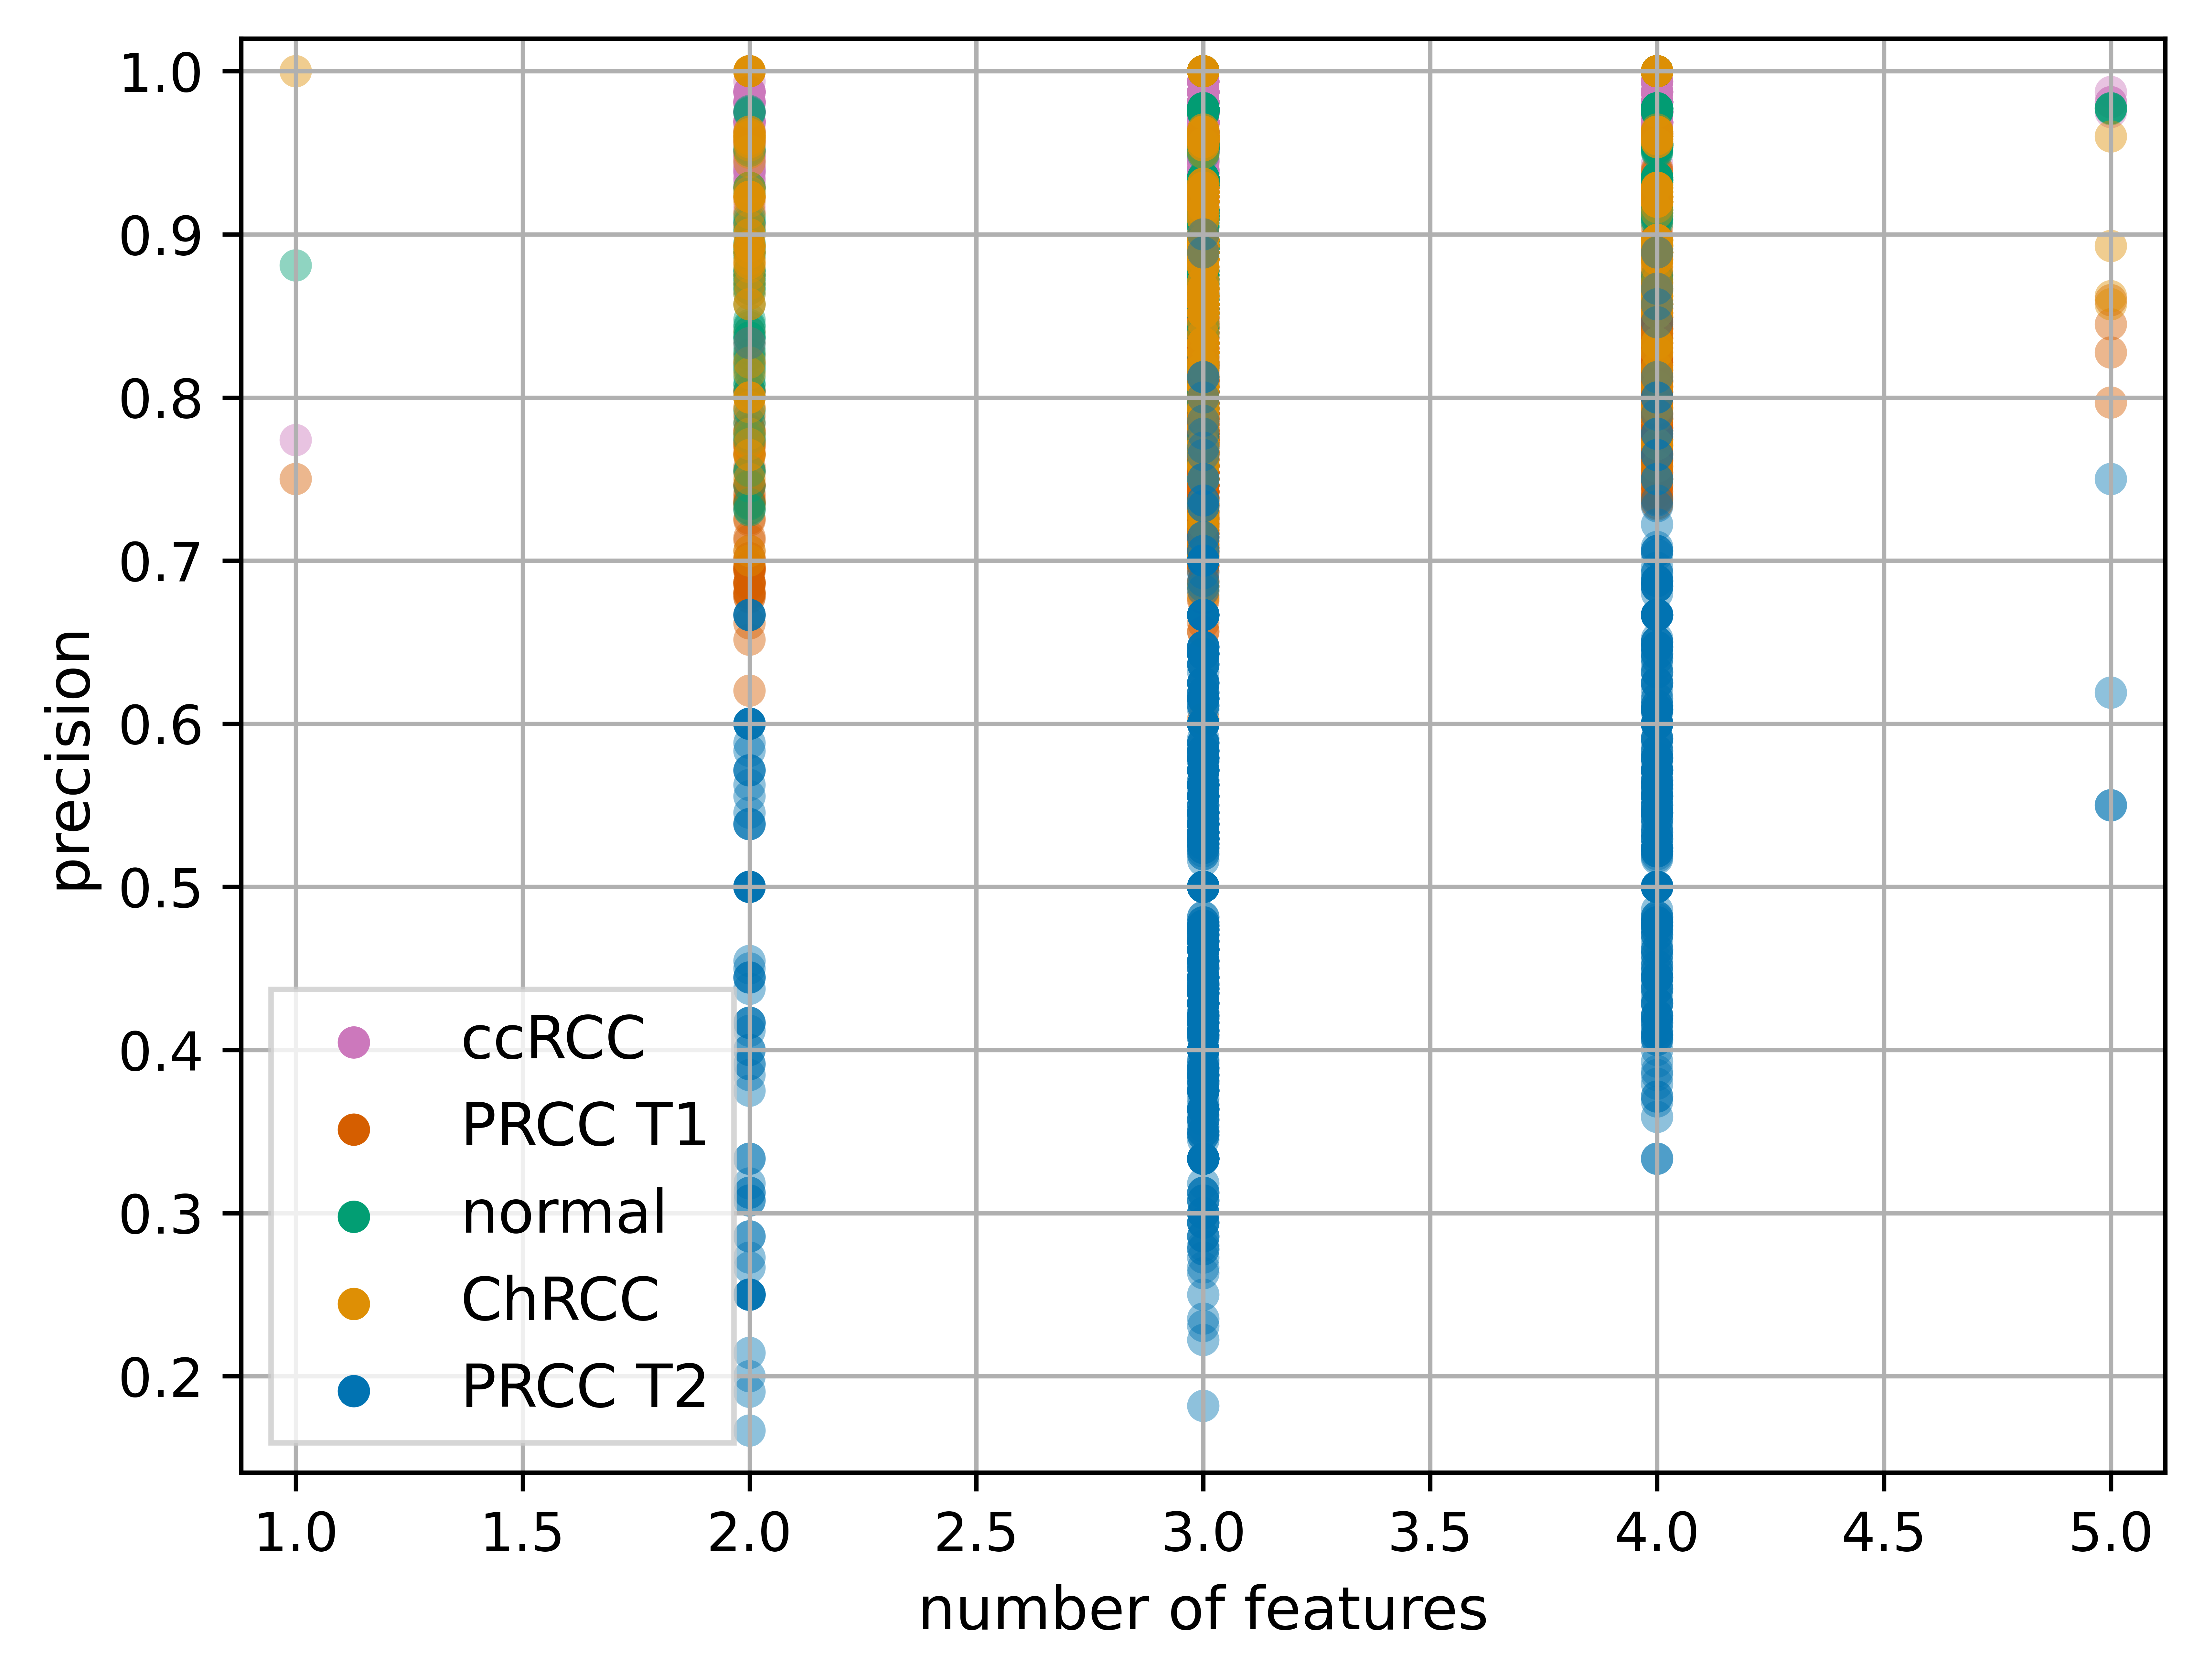 1.0
0.9
0.8
0.7
0.6
0.5
0.4
0.3
0.2
precision
ccRCC
PRCC T1
normal
ChRCC
PRCC T2
1.0 1.5 2.0 2.5 3.0 3.5 4.0 4.5 5.0
number of features